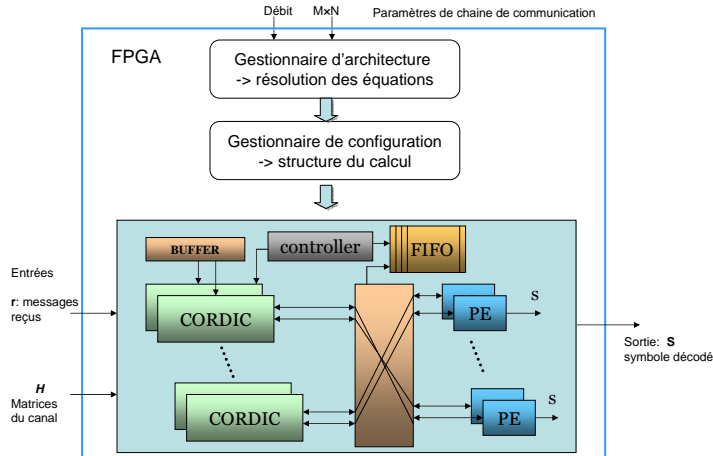 Débit M×N Paramètres de chaine de communication
FPGA
Gestionnaire d'architecture
-> résolution des équations
Gestionnaire de configuration
-> structure du calcul
BUFFER
controller
FIFO
Entrées
r: messages
reçus
CORDIC
PE
s
Sortie: S
symbole décodé
H
Matrices
du canal
CORDIC
PE
s